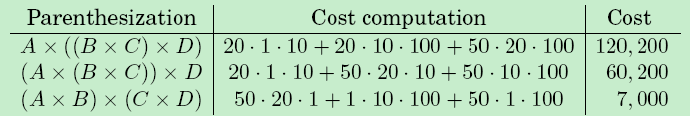 Parenthesization Cost computation Cost
A × ((B × C) × D) 20 · 1 · 10 + 20 · 10 · 100 + 50 · 20 · 100 120, 200
(A × (B × C)) × D 20 · 1 · 10 + 50 · 20 · 10 + 50 · 10 · 100 60, 200
(A × B) × (C × D) 50 · 20 · 1 + 1 · 10 · 100 + 50 · 1 · 100 7, 000